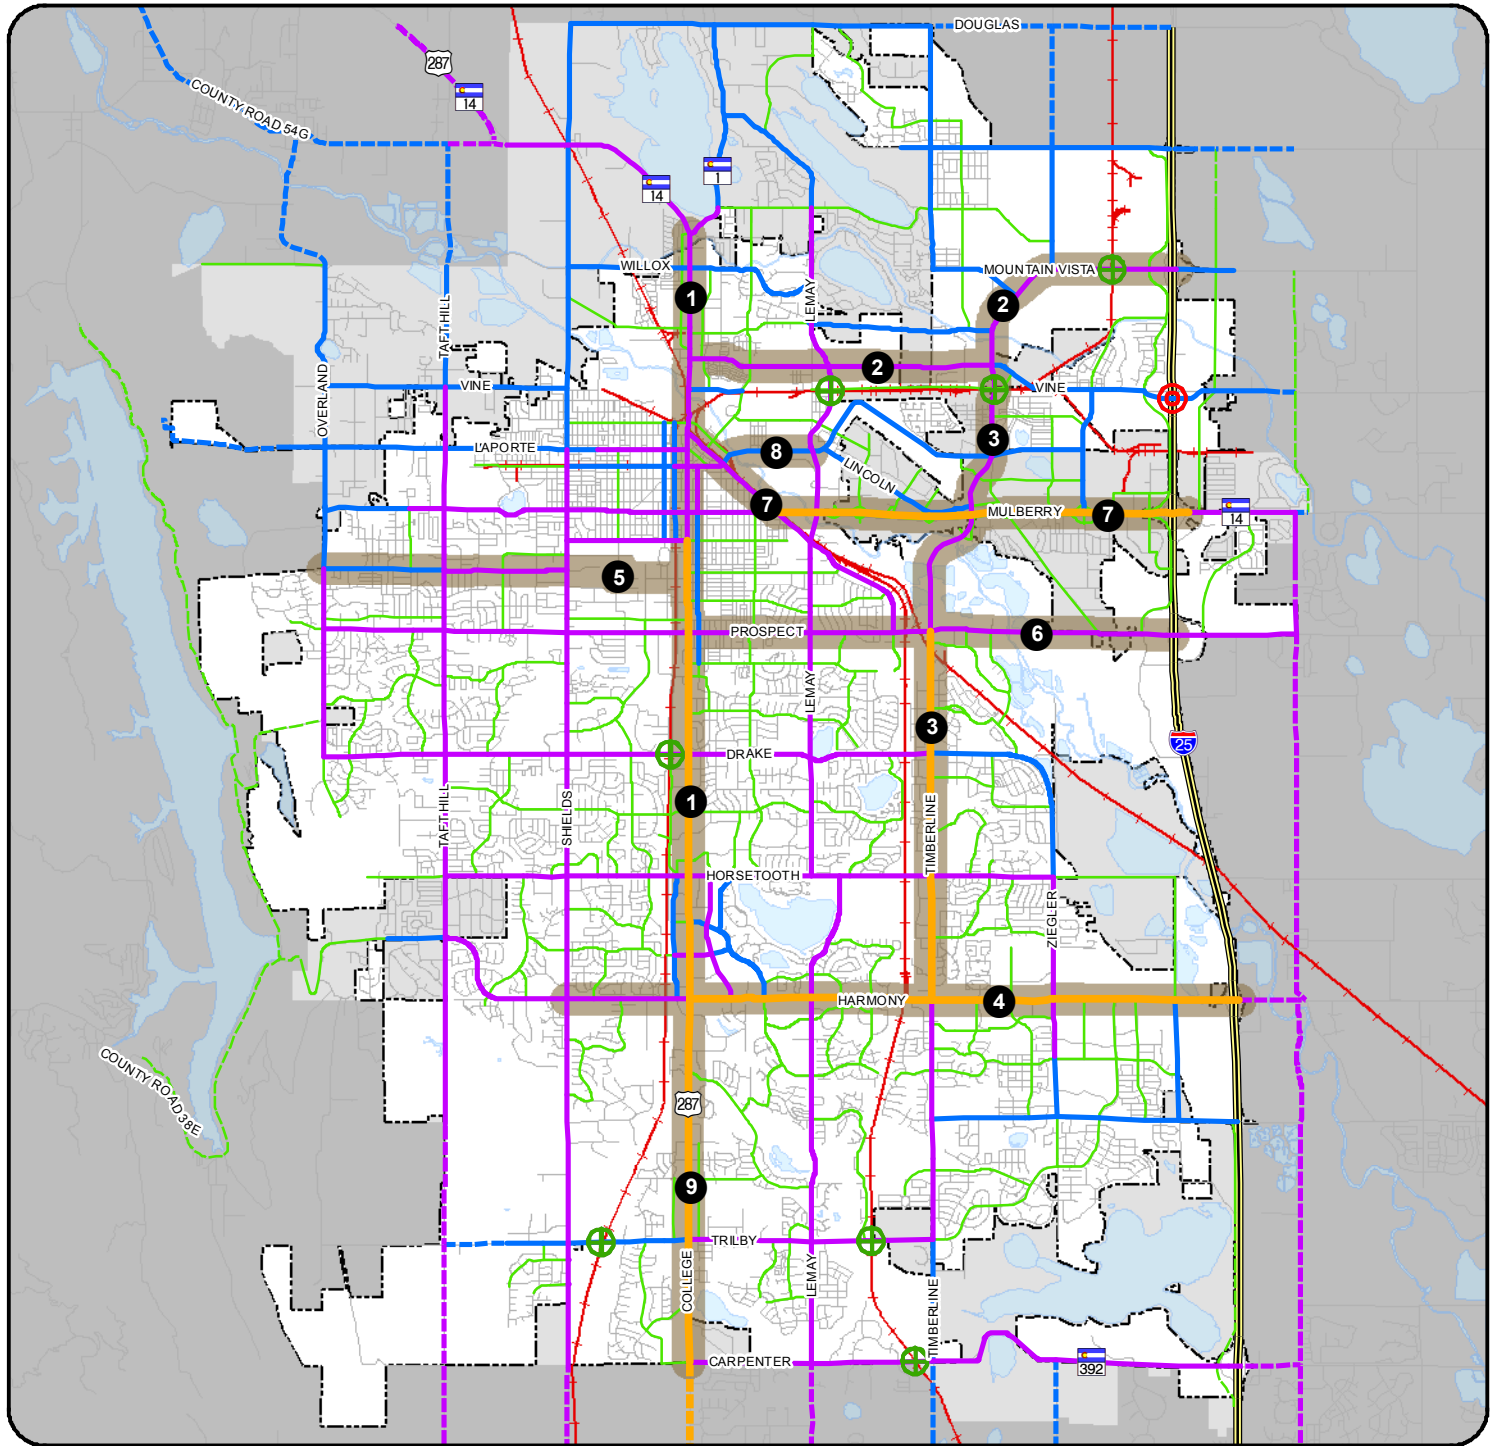 DOUGLAS
287
14
COUNTY ROAD 54G
14
1
WILLOX
MOUNTAIN VISTA
LEMAY
1
2
TAFT HILL
2
OVERLAND
VINE
VINE
3
LAPORTE
8
LINCOLN
7
MULBERRY
7
14
5
PROSPECT
6
LEMAY
3
25
DRAKE
1
TAFT HILL
SHIELDS
TIMBERLINE
HORSETOOTH
ZIEGLER
HARMONY
4
COUNTY ROAD 38E
287
9
TRILBY
COLLEGE
LEMAY
TIMBERLINE
CARPENTER
392